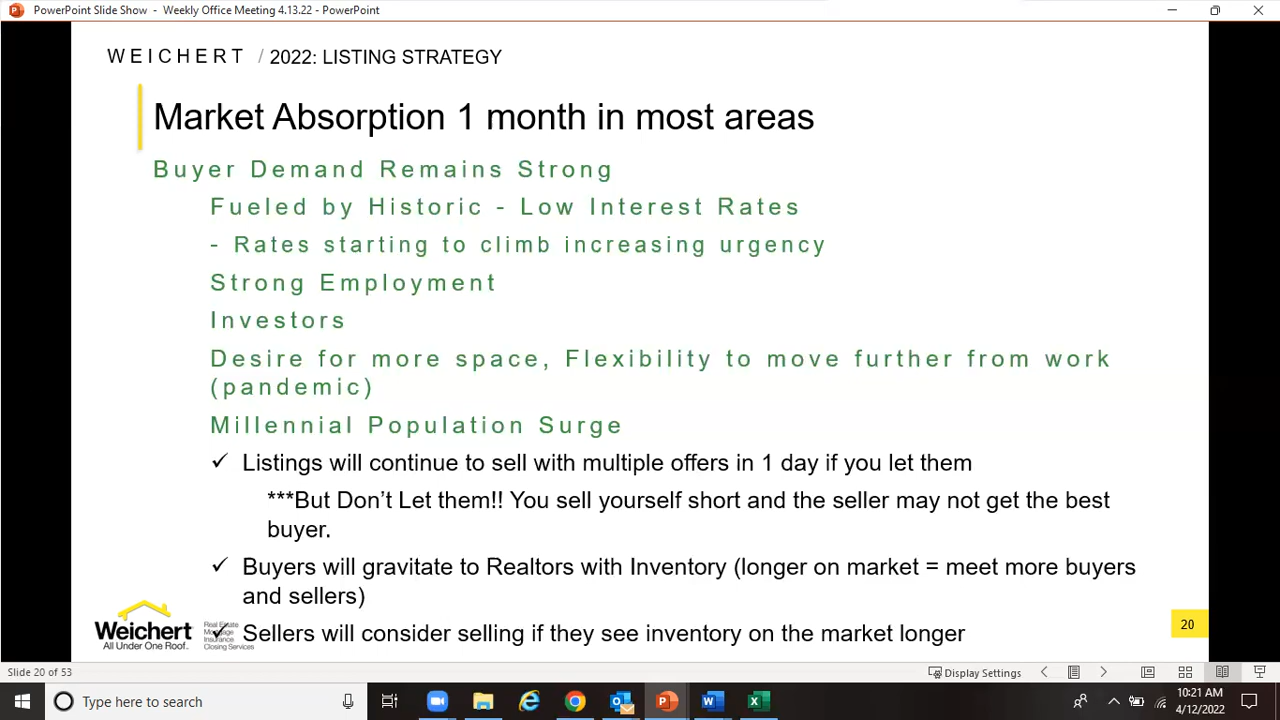 PowerPoint Slide Show - Weekly Office Meeting 4.13.22 - PowerPoint
WEICHERT / 2022: LISTING STRATEGY
Market Absorption 1 month in most areas
Buyer Demand Remains Strong
Fueled by Historic - Low Interest Rates
- Rates starting to climb increasing urgency
Strong Employment
Investors
Desire for more space, Flexibility to move further from work
(pandemic)
Millennial Population Surge
✓ Listings will continue to sell with multiple offers in 1 day if you let them
***But Don’t Let them!! You sell yourself short and the seller may not get the best
buyer.
✓ Buyers will gravitate to Realtors with Inventory (longer on market = meet more buyers
and sellers)
✓ Sellers will consider selling if they see inventory on the market longer
Weichert
All Under One Roof.
Real Estate
Mortgage
Insurance
Closing Services
20
Slide 20 of 53
Display Settings
Type here to search
10:21 AM
4/12/2022